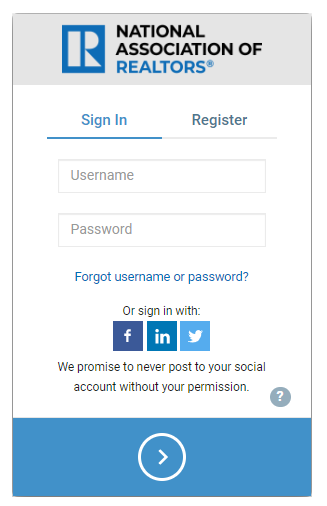 NATIONAL
ASSOCIATION OF
REALTORS®
Sign In Register
Username
Password
Forgot username or password?
Or sign in with:
f in
We promise to never post to your social
account without your permission.
?